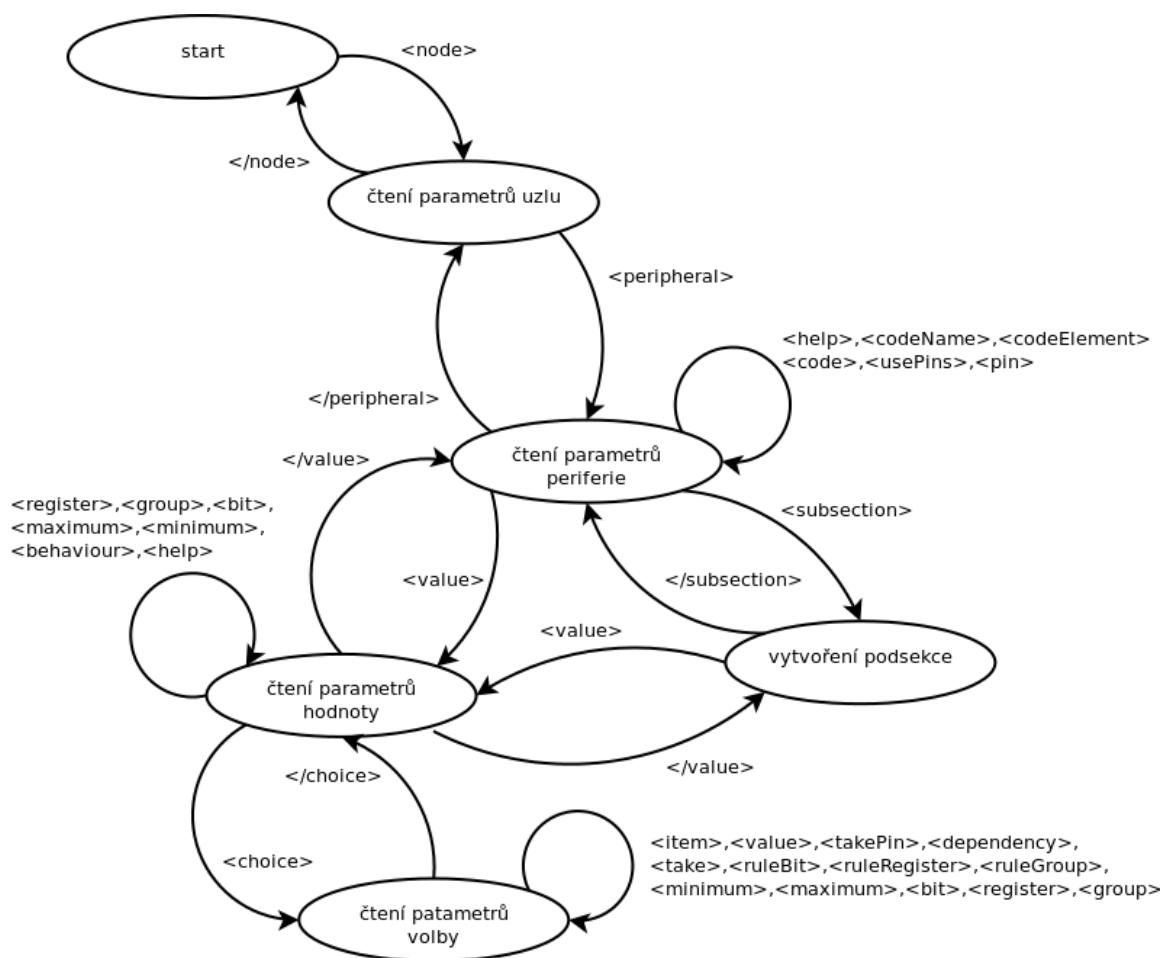 start
<node>
</node>
čtení parametrů uzlu
<peripheral>
<help>,<codeName>,<codeElement>
<code>,<usePins>,<pin>
</peripheral>
čtení parametrů
periferie
</value>
<register>,<group>,<bit>,
<maximum>,<minimum>,
<behaviour>,<help>
<subsection>
<value>
</subsection>
<value>
vytvoření podsekce
čtení parametrů
hodnoty
</choice>
</value>
<choice>
<item>,<value>,<takePin>,<dependency>,
<take>,<ruleBit>,<ruleRegister>,<ruleGroup>,
<minimum>,<maximum>,<bit>,<register>,<group>
čtení patametrů
volby